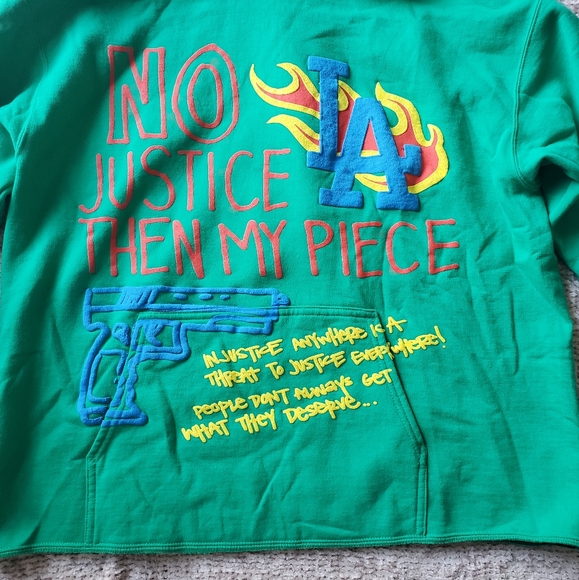 NO LA
JUSTICE
THEN MY PIECE
INJUSTICE ANYWHERE IS A
THREAT TO JUSTICE EVERYWHERE!
PEOPLE DON'T ALWAYS GET
WHAT THEY DESERVE...